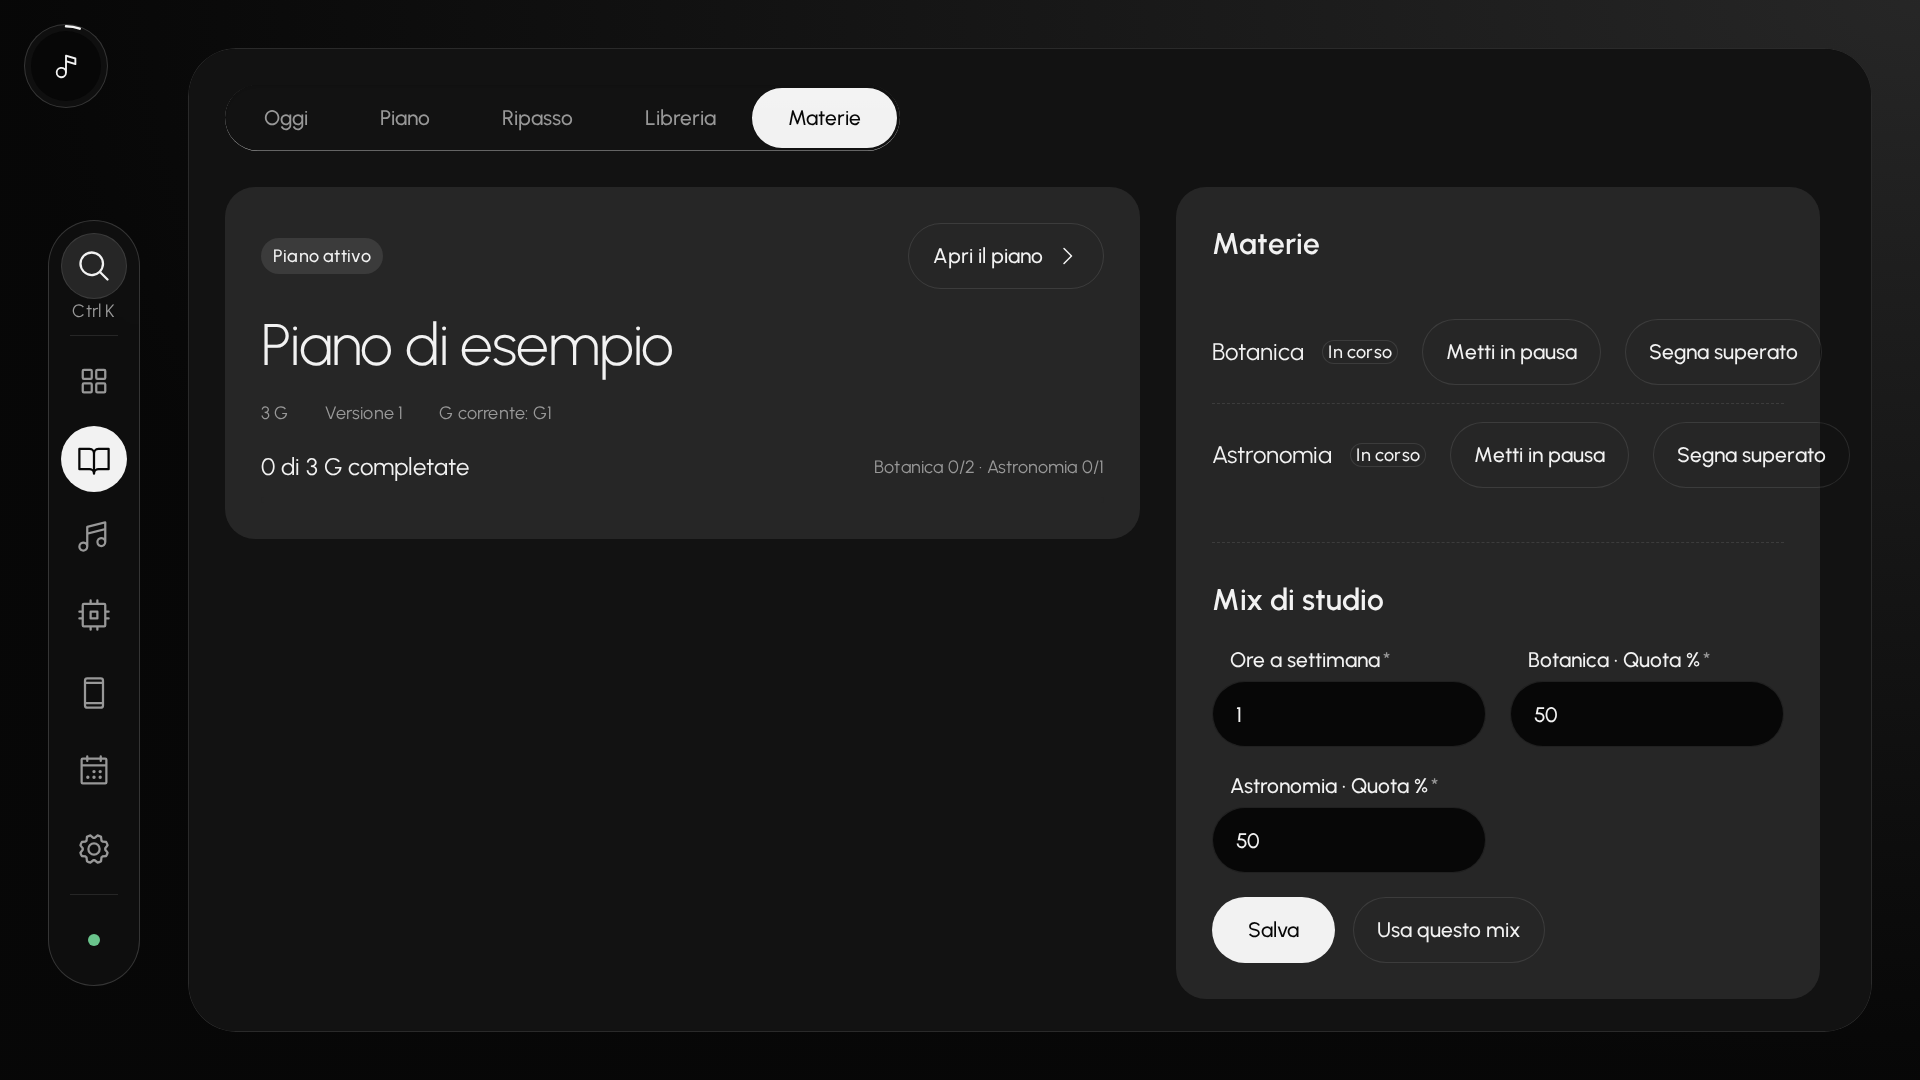 Oggi Piano Ripasso Libreria Materie
Ctrl K
Piano attivo
Apri il piano
Piano di esempio
3 G Versione 1 G corrente: G1
0 di 3 G completate
Botanica 0/2 · Astronomia 0/1
Materie
Botanica In corso Metti in pausa Segna superato
Astronomia In corso Metti in pausa Segna superato
Mix di studio
Ore a settimana* Botanica · Quota %*
1 50
Astronomia · Quota %*
50
Salva Usa questo mix